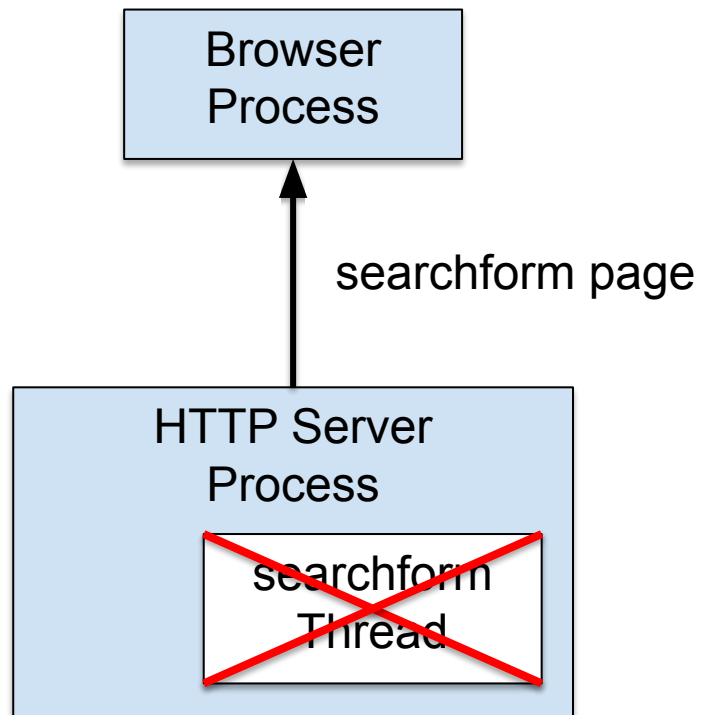 Browser
Process
searchform page
HTTP Server
Process
searchform
Thread